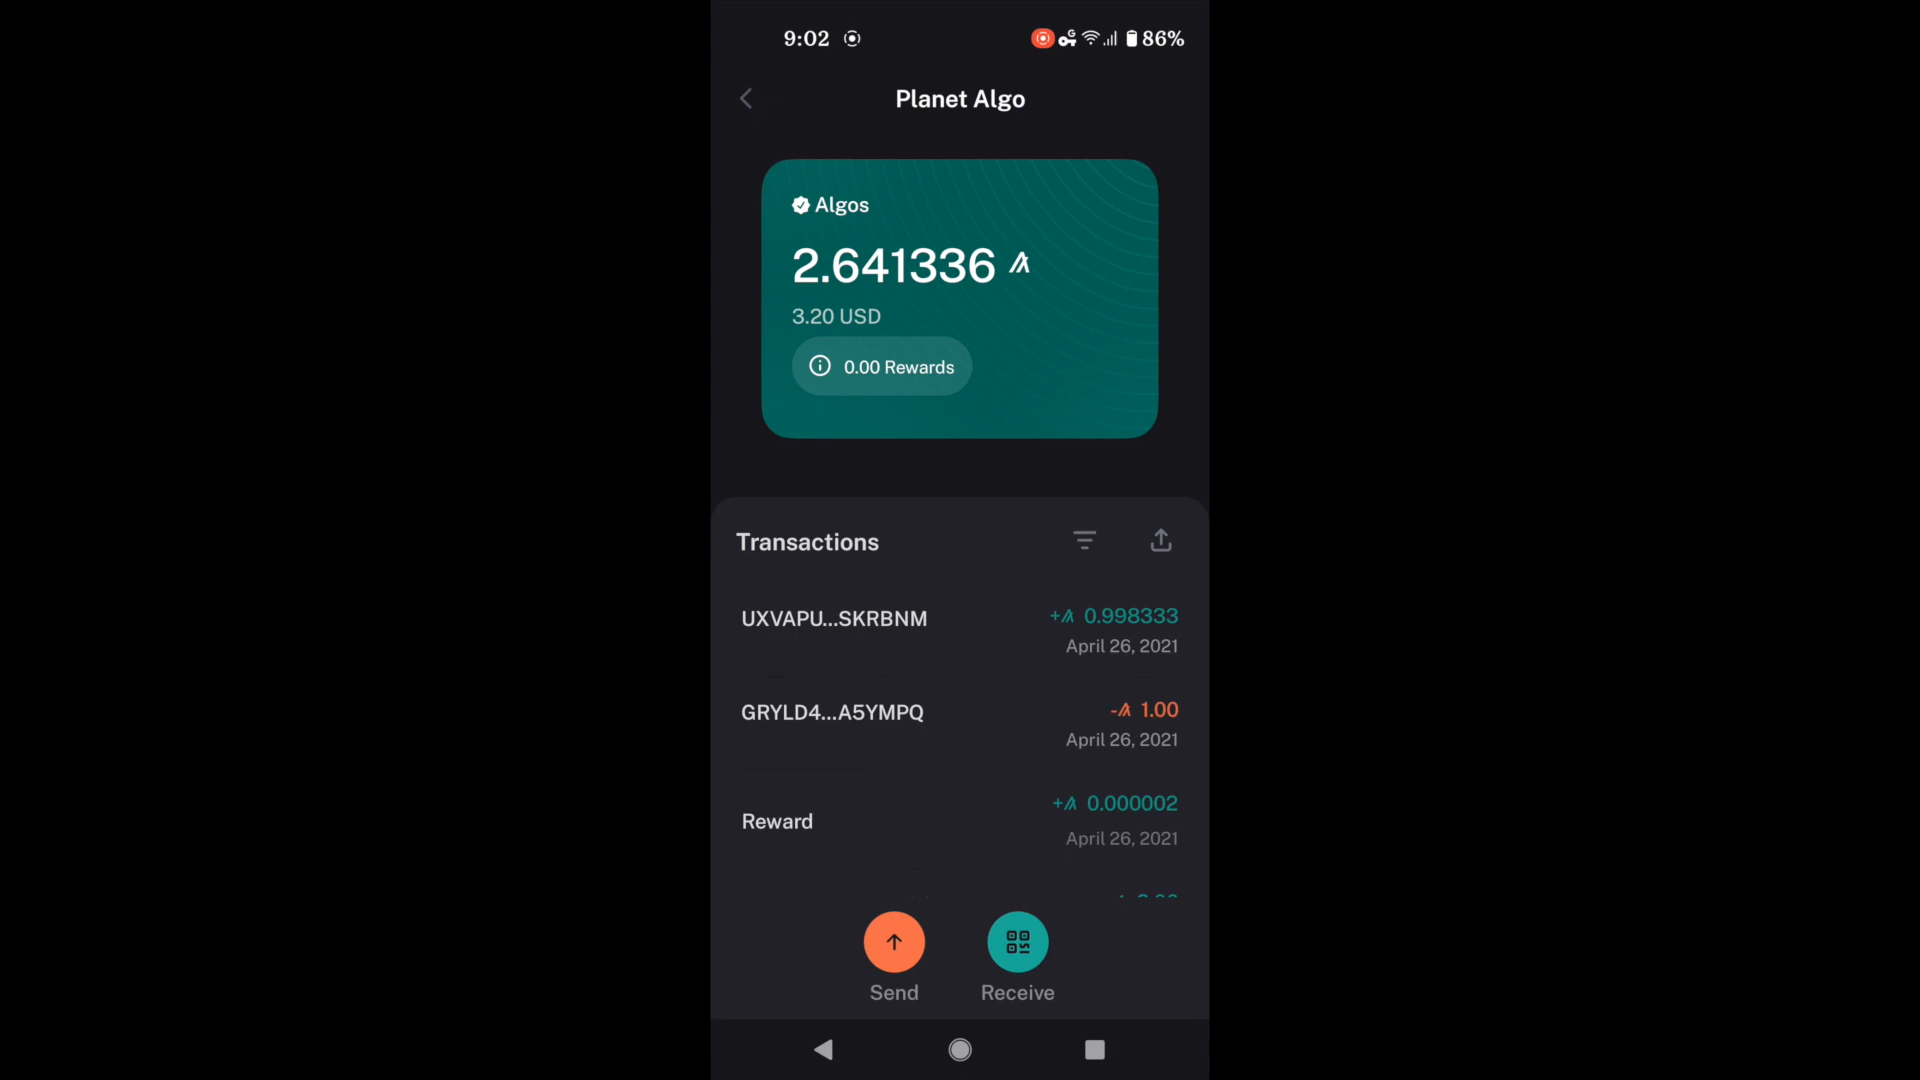 9:02 86%
Planet Algo
Algos
2.641336
3.20 USD
0.00 Rewards
Transactions
UXVAPU...SKRBNM +0.998333
April 26, 2021
GRYLD4...A5YMPQ -1.00
April 26, 2021
+0.000002
Reward
April 26, 2021
Send Receive